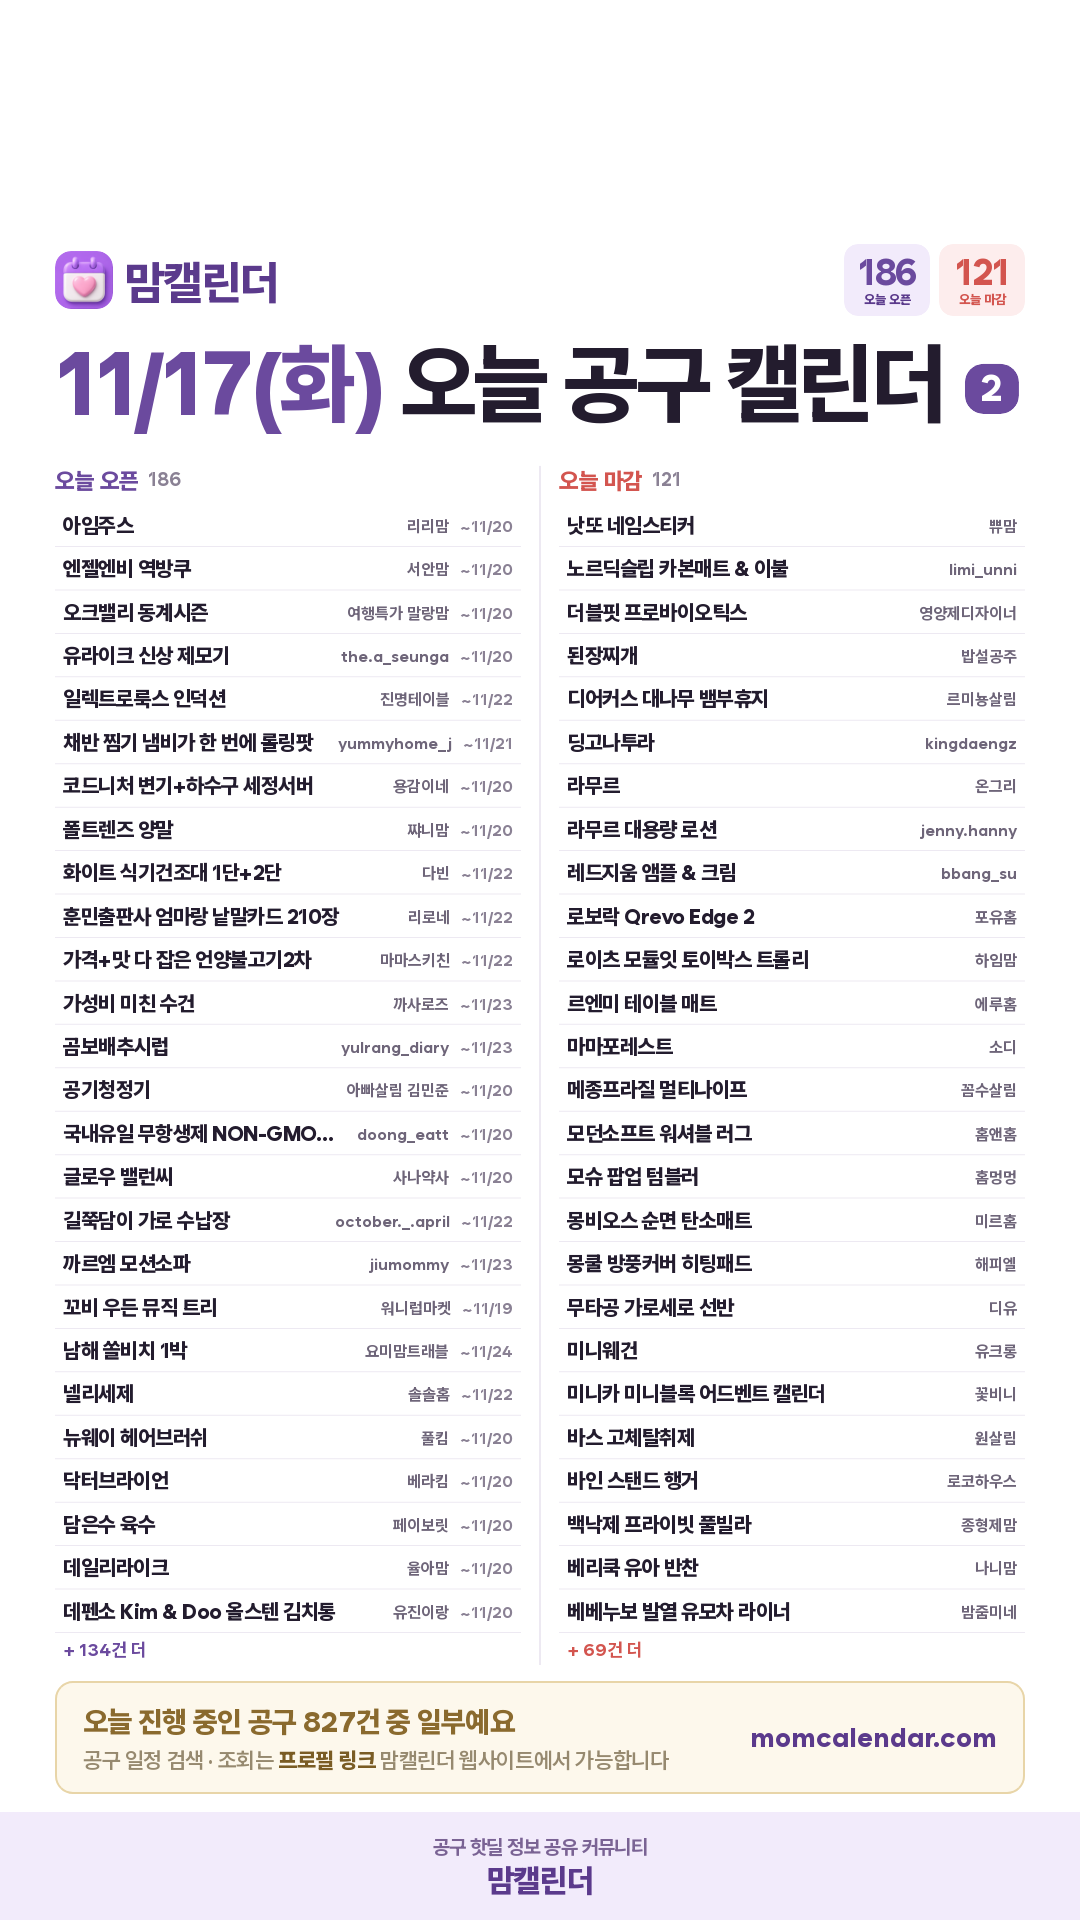 맘캘린더
186
오늘 오픈
121
오늘 마감
11/17(화) 오늘 공구 캘린더 2
오늘 오픈 186
아임주스 리리맘 ~11/20
엔젤엔비 역방쿠 서안맘 ~11/20
오크밸리 동계시즌 여행특가 말랑맘 ~11/20
유라이크 신상 제모기 the.a_seunga ~11/20
일렉트로룩스 인덕션 진명테이블 ~11/22
채반 찜기 냄비가 한 번에 롤링팟 yummyhome_j ~11/21
코드니처 변기+하수구 세정서버 용감이네 ~11/20
폴트렌즈 양말 쨔니맘 ~11/20
화이트 식기건조대 1단+2단 다빈 ~11/22
훈민출판사 엄마랑 낱말카드 210장 리로네 ~11/22
가격+맛 다 잡은 언양불고기2차 마마스키친 ~11/22
가성비 미친 수건 까사로즈 ~11/23
곰보배추시럽 yulrang_diary ~11/23
공기청정기 아빠살림 김민준 ~11/20
국내유일 무항생제 NON-GMO... doong_eatt ~11/20
글로우 밸런씨 사나약사 ~11/20
길쭉담이 가로 수납장 october._.april ~11/22
까르엠 모션소파 jiumommy ~11/23
꼬비 우든 뮤직 트리 워니럽마켓 ~11/19
남해 쏠비치 1박 요미맘트래블 ~11/24
넬리세제 솔솔홈 ~11/22
뉴웨이 헤어브러쉬 풀킴 ~11/20
닥터브라이언 베라킴 ~11/20
담은수 육수 페이보릿 ~11/20
데일리라이크 율아맘 ~11/20
데펜소 Kim & Doo 올스텐 김치통 유진이랑 ~11/20
+ 134건 더
오늘 마감 121
낫또 네임스티커 쀼맘
노르딕슬립 카본매트 & 이불 limi_unni
더블핏 프로바이오틱스 영양제디자이너
된장찌개 밥설공주
디어커스 대나무 뱀부휴지 르미뇽살림
딩고나투라 kingdaengz
라무르 온그리
라무르 대용량 로션 jenny.hanny
레드지움 앰플 & 크림 bbang_su
로보락 Qrevo Edge 2 포유홈
로이츠 모듈잇 토이박스 트롤리 하임맘
르엔미 테이블 매트 에루홈
마마포레스트 소디
메종프라질 멀티나이프 꼼수살림
모던소프트 워셔블 러그 홈앤홈
모슈 팝업 텀블러 홈멍멍
몽비오스 순면 탄소매트 미르홈
몽쿨 방풍커버 히팅패드 해피엘
무타공 가로세로 선반 디유
미니웨건 유크롱
미니카 미니블록 어드벤트 캘린더 꽃비니
바스 고체탈취제 원살림
바인 스탠드 행거 로코하우스
백낙제 프라이빗 풀빌라 종형제맘
베리쿡 유아 반찬 나니맘
베베누보 발열 유모차 라이너 밤줌미네
+ 69건 더
오늘 진행 중인 공구 827건 중 일부예요
공구 일정 검색 · 조회는 프로필 링크 맘캘린더 웹사이트에서 가능합니다
momcalendar.com
공구 핫딜 정보 공유 커뮤니티
맘캘린더